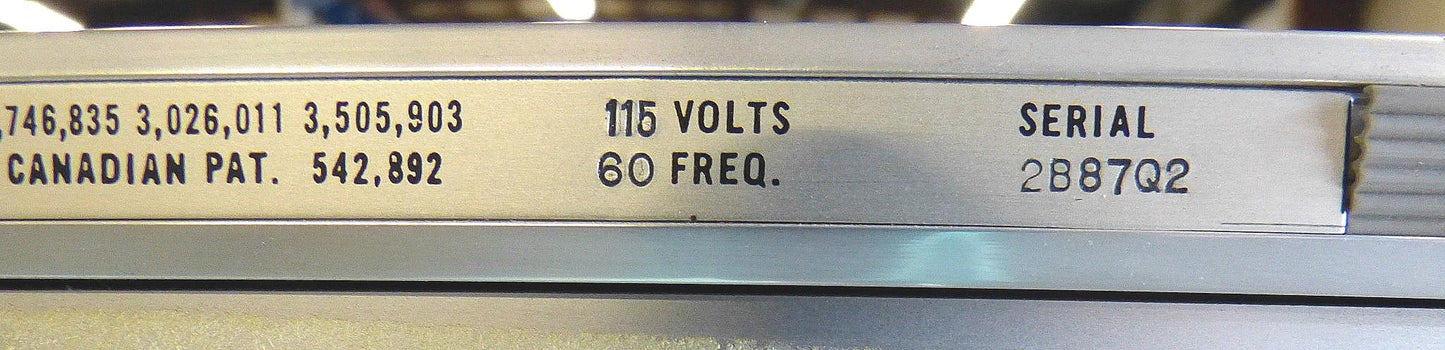 ,746,835 3,026,011 3,505,903 115 VOLTS SERIAL
CANADIAN PAT. 542,892 60 FREQ. 2B87Q2